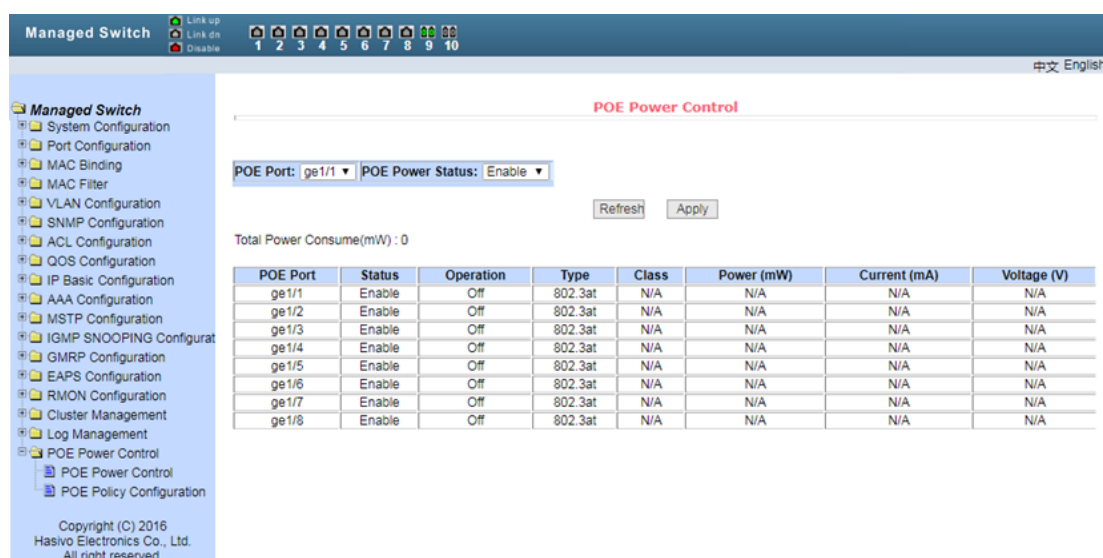 Managed Switch
Link up
Link dn
Disable
1 2 3 4 5 6 7 8 9 10
中文 English
Managed Switch
System Configuration
Port Configuration
MAC Binding
MAC Filter
VLAN Configuration
SNMP Configuration
ACL Configuration
QOS Configuration
IP Basic Configuration
AAA Configuration
MSTP Configuration
IGMP SNOOPING Configurat
GMRP Configuration
EAPS Configuration
RMON Configuration
Cluster Management
Log Management
POE Power Control
POE Power Control
POE Policy Configuration
Copyright (C) 2016
Hasivo Electronics Co., Ltd.
All right reserved
POE Power Control
POE Port: ge1/1 POE Power Status: Enable
Refresh Apply
Total Power Consume(mW) : 0
POE Port Status Operation Type Class Power (mW) Current (mA) Voltage (V)
ge1/1 Enable Off 802.3at N/A N/A N/A N/A
ge1/2 Enable Off 802.3at N/A N/A N/A N/A
ge1/3 Enable Off 802.3at N/A N/A N/A N/A
ge1/4 Enable Off 802.3at N/A N/A N/A N/A
ge1/5 Enable Off 802.3at N/A N/A N/A N/A
ge1/6 Enable Off 802.3at N/A N/A N/A N/A
ge1/7 Enable Off 802.3at N/A N/A N/A N/A
ge1/8 Enable Off 802.3at N/A N/A N/A N/A